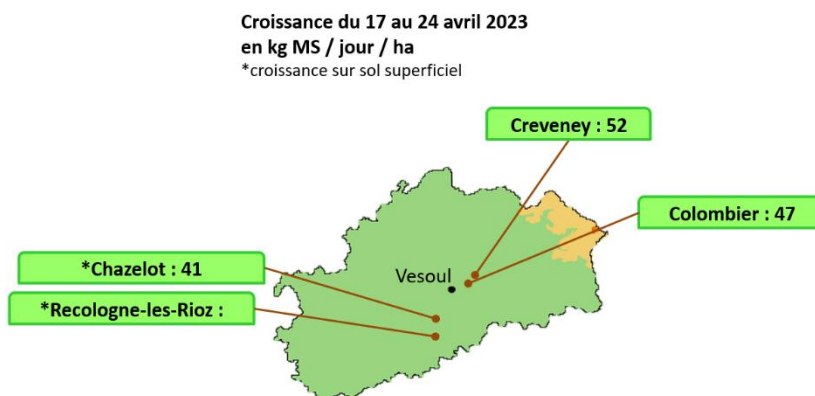 Croissance du 17 au 24 avril 2023
en kg MS / jour / ha
*croissance sur sol superficiel
Creveney : 52
Colombier : 47
*Chazelot : 41
Vesoul
*Recologne-les-Rioz :